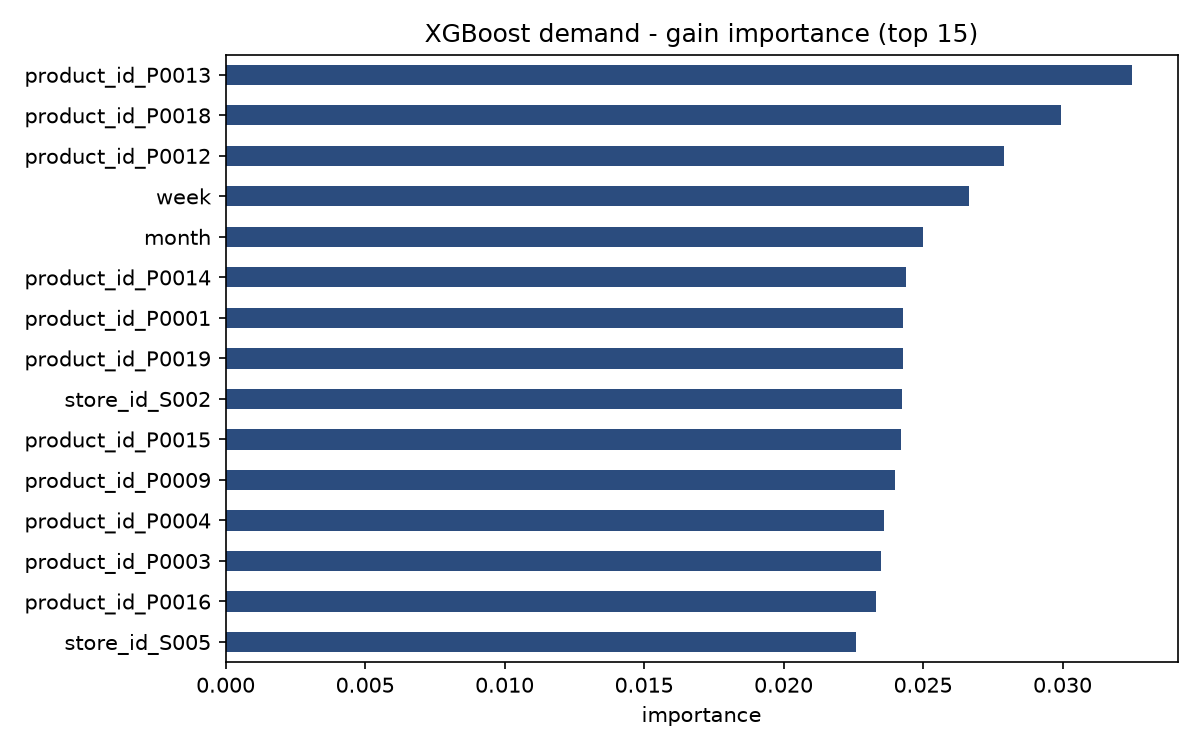 XGBoost demand - gain importance (top 15)
product_id_P0013
product_id_P0018
product_id_P0012
week
month
product_id_P0014
product_id_P0001
product_id_P0019
store_id_S002
product_id_P0015
product_id_P0009
product_id_P0004
product_id_P0003
product_id_P0016
store_id_S005
0.000 0.005 0.010 0.015 0.020 0.025 0.030
importance